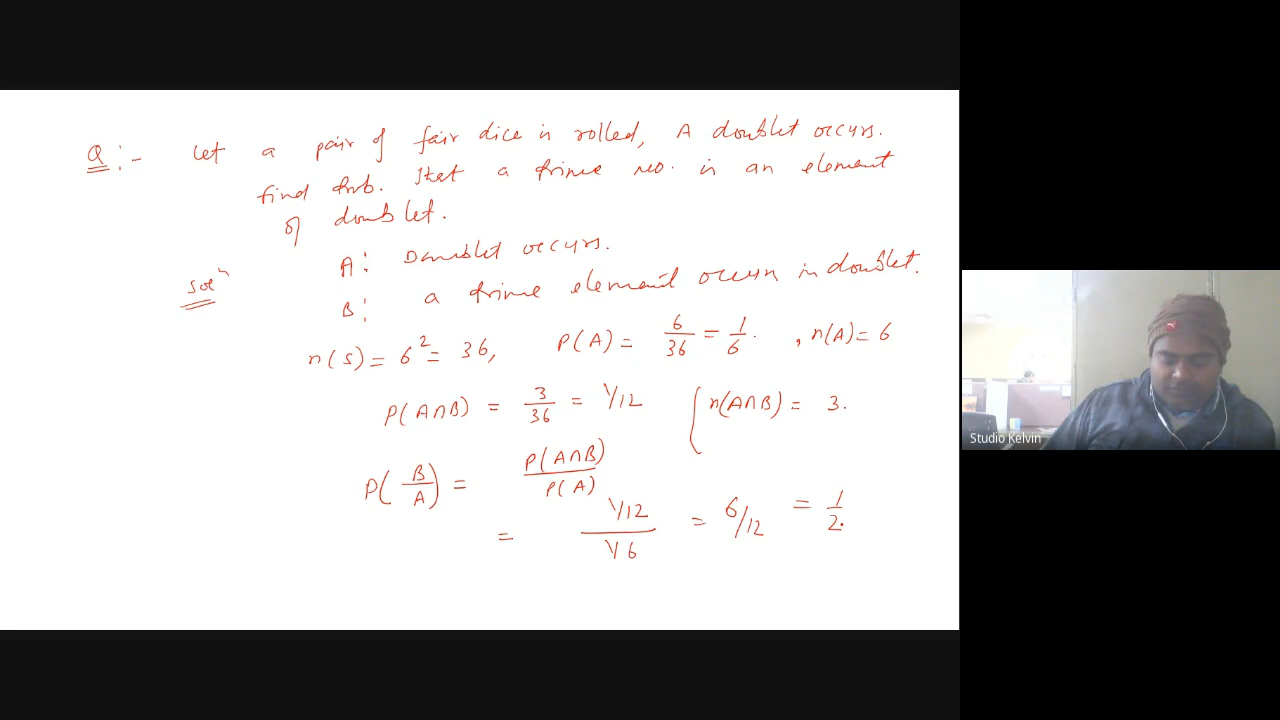 Q:- Let a pair of fair dice is rolled, A doublet occurs.
find prob. that a prime no. is an element
of doublet.
Solⁿ A: Doublet occurs.
B: a prime element occurs in doublet.
n(S) = 6² = 36, P(A) = 6/36 = 1/6. , n(A) = 6
P(A∩B) = 3/36 = 1/12 { n(A∩B) = 3.
P(B/A) = P(A∩B)/P(A)
= (1/12)/(1/6) = 6/12 = 1/2.
Studio Kelvin